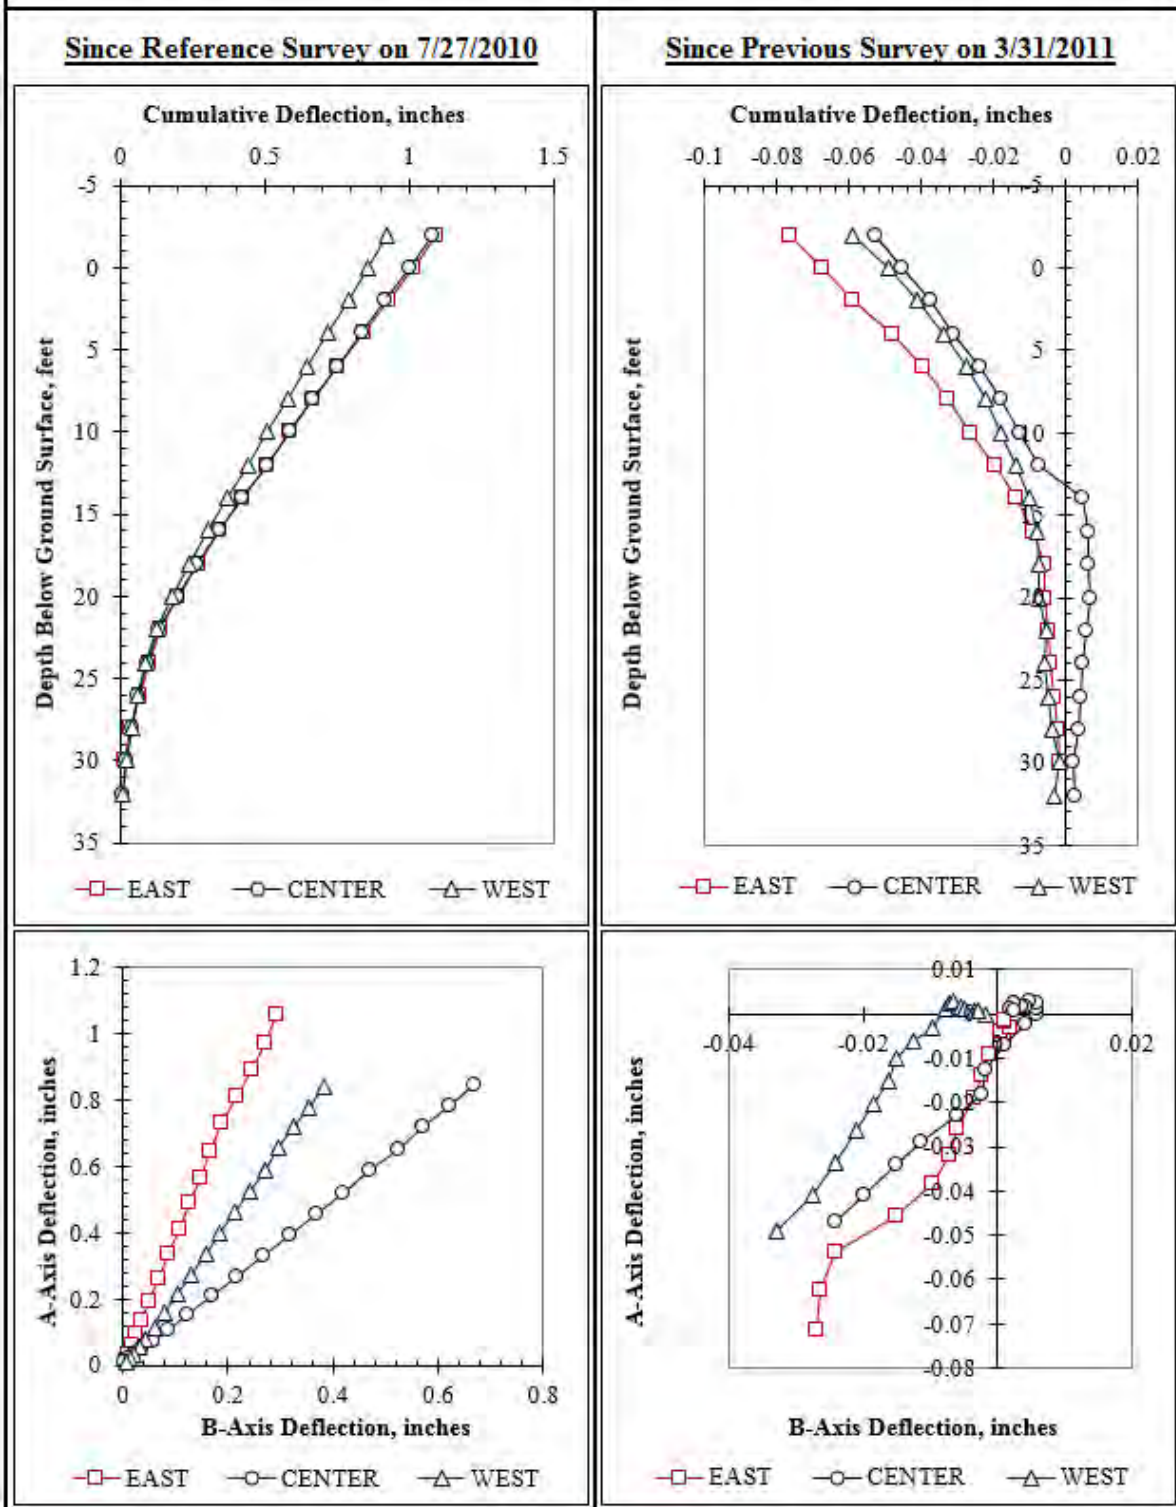 Since Reference Survey on 7/27/2010
Since Previous Survey on 3/31/2011
Cumulative Deflection, inches
0 0.5 1 1.5
-5
0
5
10
15
20
25
30
35
Depth Below Ground Surface, feet
EAST CENTER WEST
Cumulative Deflection, inches
-0.1 -0.08 -0.06 -0.04 -0.02 0 0.02
-5
0
5
10
15
20
25
30
35
Depth Below Ground Surface, feet
EAST CENTER WEST
A-Axis Deflection, inches
1.2
1
0.8
0.6
0.4
0.2
0
0 0.2 0.4 0.6 0.8
B-Axis Deflection, inches
EAST CENTER WEST
A-Axis Deflection, inches
0.01
-0.04 -0.02 0.02
-0.01
-0.02
-0.03
-0.04
-0.05
-0.06
-0.07
-0.08
B-Axis Deflection, inches
EAST CENTER WEST